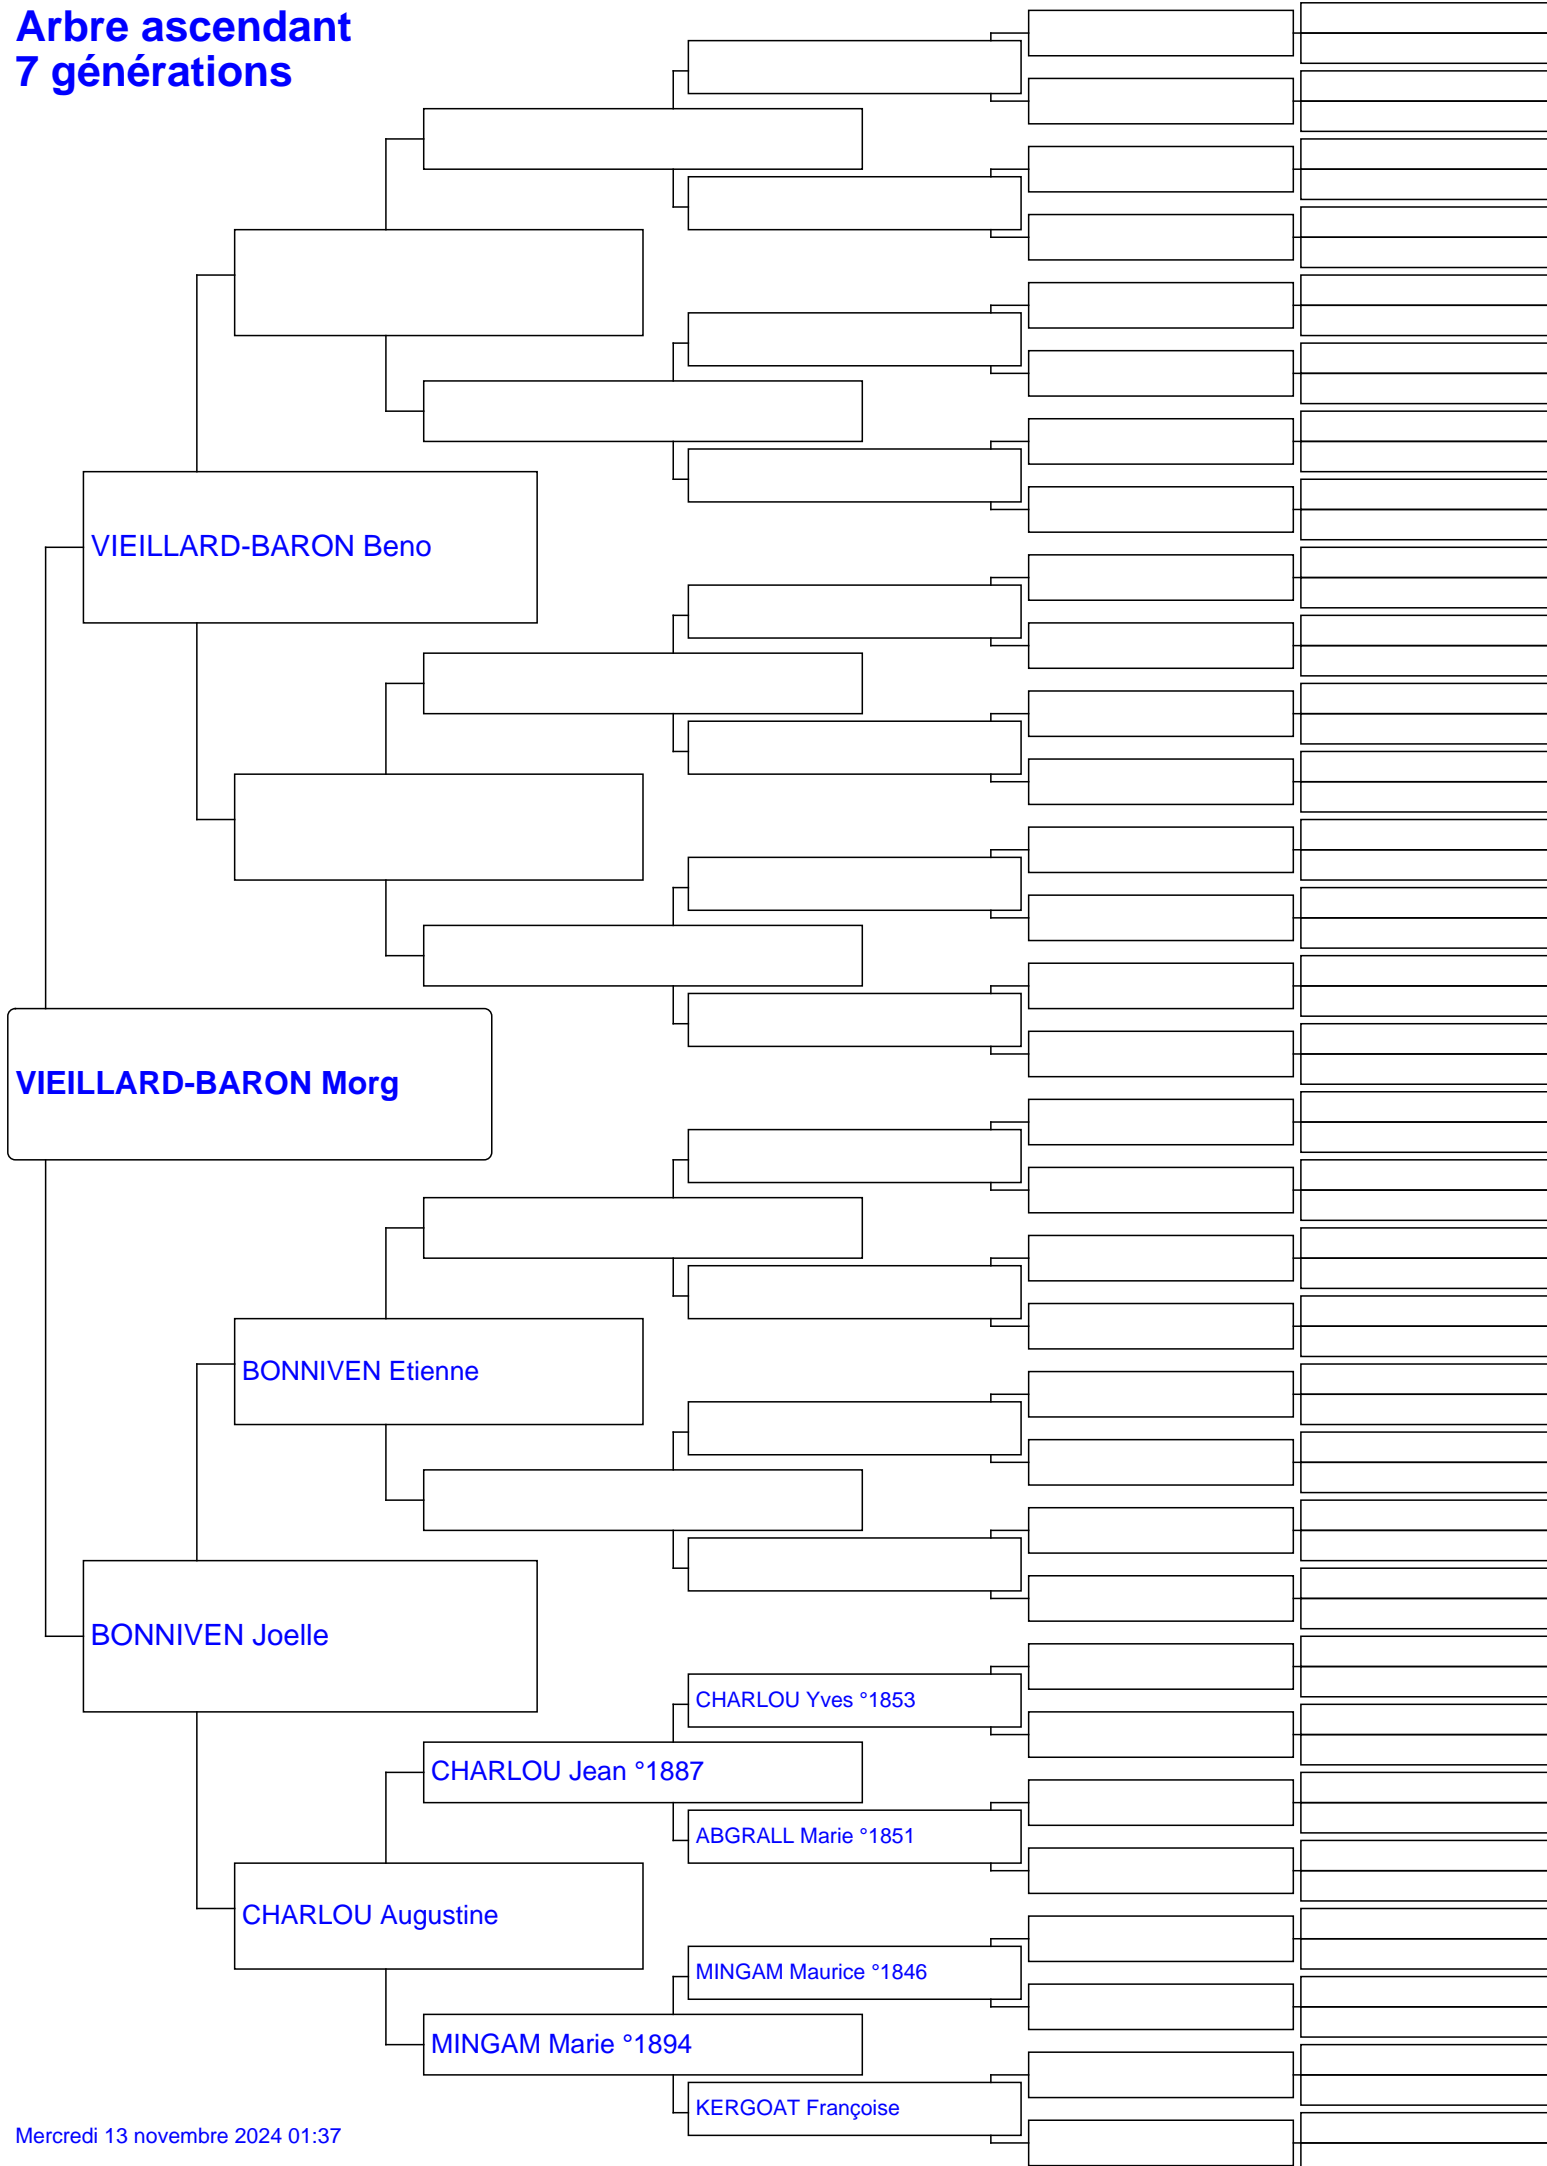 Arbre ascendant
7 générations
VIEILLARD-BARON Beno
VIEILLARD-BARON Morg
BONNIVEN Etienne
BONNIVEN Joelle
CHARLOU Yves °1853
CHARLOU Jean °1887
ABGRALL Marie °1851
CHARLOU Augustine
MINGAM Maurice °1846
MINGAM Marie °1894
KERGOAT Françoise
Mercredi 13 novembre 2024 01:37